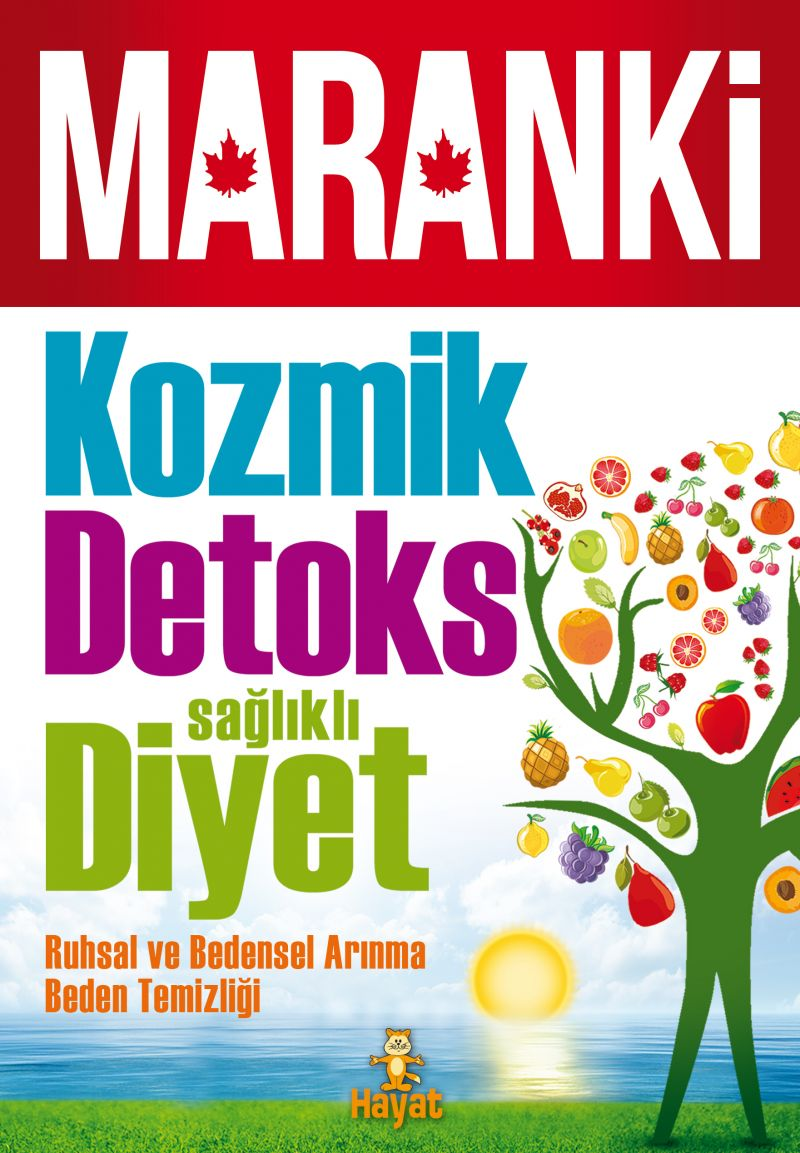 MARANKi
Kozmik
Detoks
sağlıklı
Diyet
Ruhsal ve Bedensel Arınma
Beden Temizliği
Hayat